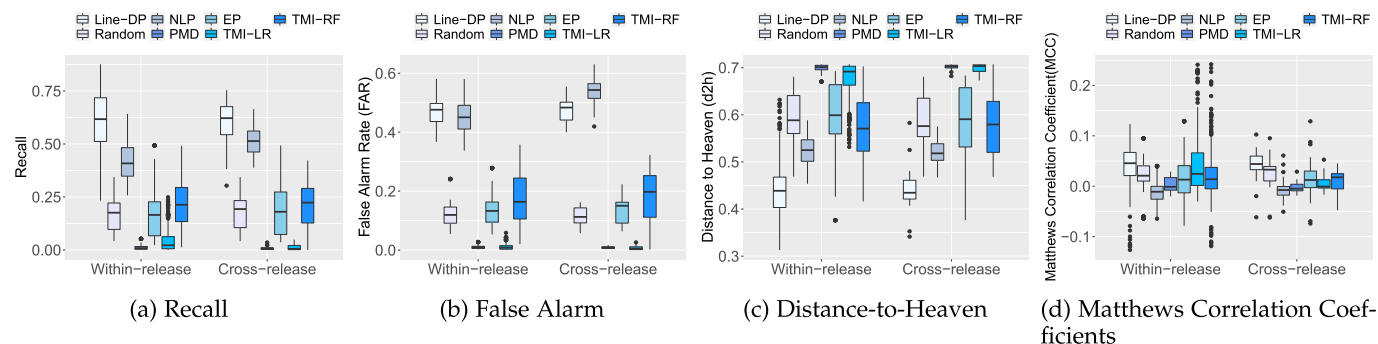 Line−DP NLP EP TMI−RF
Random PMD TMI−LR
Recall
0.75
0.50
0.25
0.00
Within−release Cross−release
(a) Recall
Line−DP NLP EP TMI−RF
Random PMD TMI−LR
False Alarm Rate (FAR)
0.6
0.4
0.2
0.0
Within−release Cross−release
(b) False Alarm
Line−DP NLP EP TMI−RF
Random PMD TMI−LR
Distance to Heaven (d2h)
0.7
0.6
0.5
0.4
0.3
Within−release Cross−release
(c) Distance-to-Heaven
Line−DP NLP EP TMI−RF
Random PMD TMI−LR
Matthews Correlation Coefficient(MCC)
0.2
0.1
0.0
−0.1
Within−release Cross−release
(d) Matthews Correlation Coef-
ficients